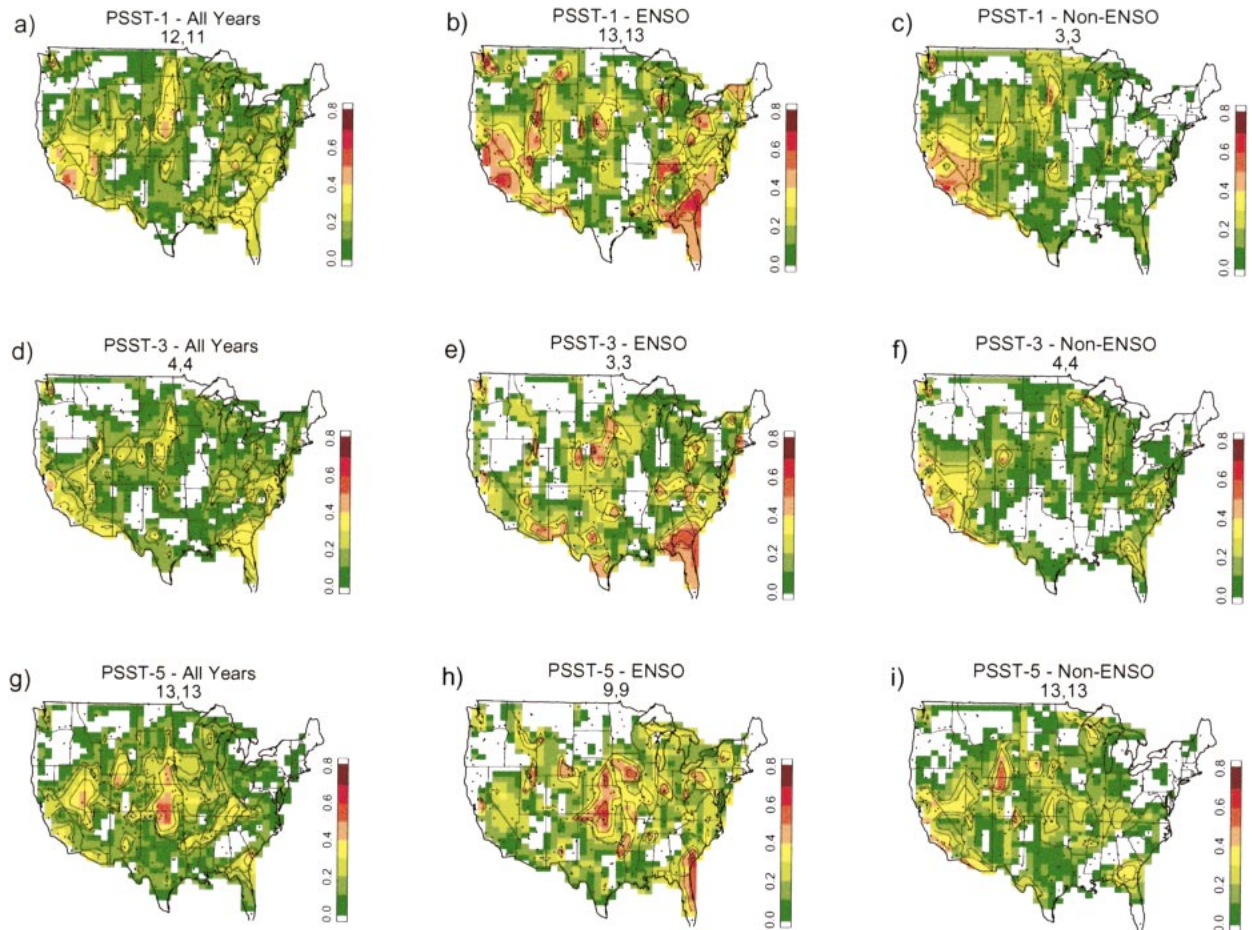 a)
PSST-1 - All Years
12,11
0.0 0.2 0.4 0.6 0.8
b)
PSST-1 - ENSO
13,13
0.0 0.2 0.4 0.6 0.8
c)
PSST-1 - Non-ENSO
3,3
0.0 0.2 0.4 0.6 0.8
d)
PSST-3 - All Years
4,4
0.0 0.2 0.4 0.6 0.8
e)
PSST-3 - ENSO
3,3
0.0 0.2 0.4 0.6 0.8
f)
PSST-3 - Non-ENSO
4,4
0.0 0.2 0.4 0.6 0.8
g)
PSST-5 - All Years
13,13
0.0 0.2 0.4 0.6 0.8
h)
PSST-5 - ENSO
9,9
0.0 0.2 0.4 0.6 0.8
i)
PSST-5 - Non-ENSO
13,13
0.0 0.2 0.4 0.6 0.8